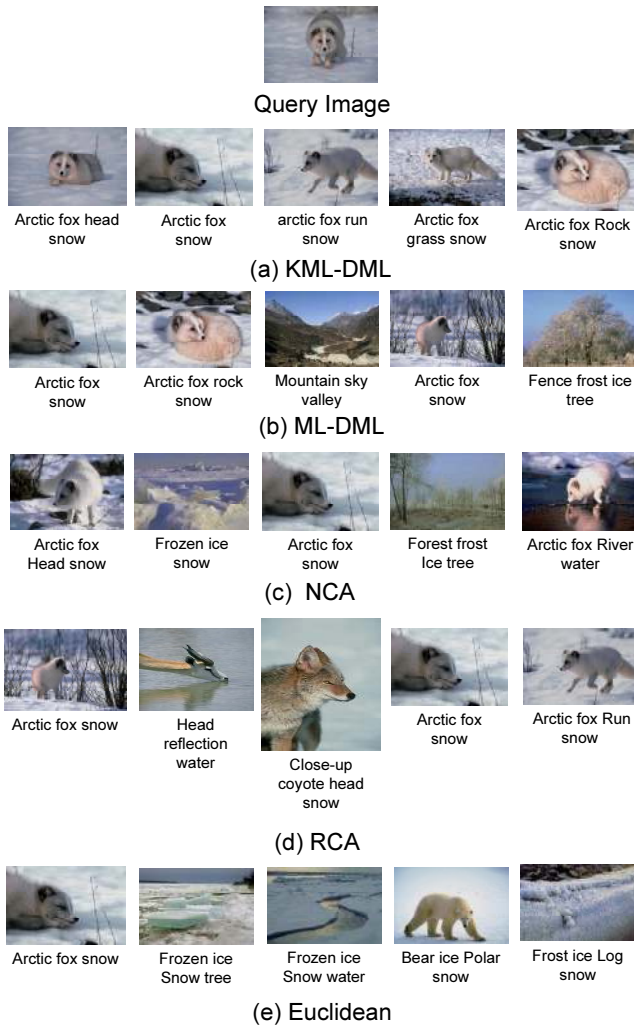 Query Image
Arctic fox head
snow
Arctic fox
snow
arctic fox run
snow
Arctic fox
grass snow
Arctic fox Rock
snow
(a) KML-DML
Arctic fox
snow
Arctic fox rock
snow
Mountain sky
valley
Arctic fox
snow
Fence frost ice
tree
(b) ML-DML
Arctic fox
Head snow
Frozen ice
snow
Arctic fox
snow
Forest frost
Ice tree
Arctic fox River
water
(c) NCA
Arctic fox snow
Head
reflection
water
Close-up
coyote head
snow
Arctic fox
snow
Arctic fox Run
snow
(d) RCA
Arctic fox snow
Frozen ice
Snow tree
Frozen ice
Snow water
Bear ice Polar
snow
Frost ice Log
snow
(e) Euclidean